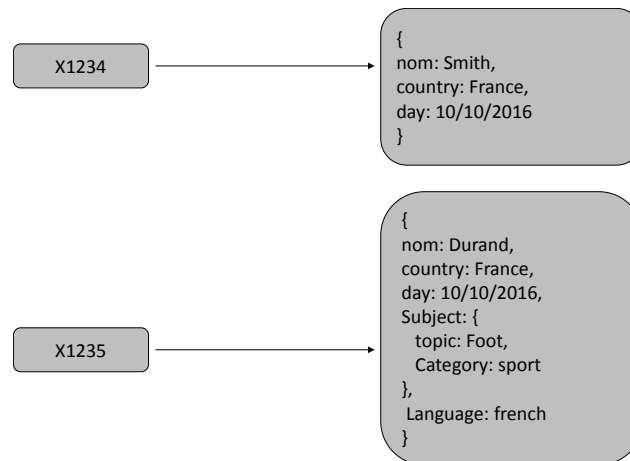 X1234
{
nom: Smith,
country: France,
day: 10/10/2016
}
X1235
{
nom: Durand,
country: France,
day: 10/10/2016,
Subject: {
topic: Foot,
Category: sport
},
Language: french
}